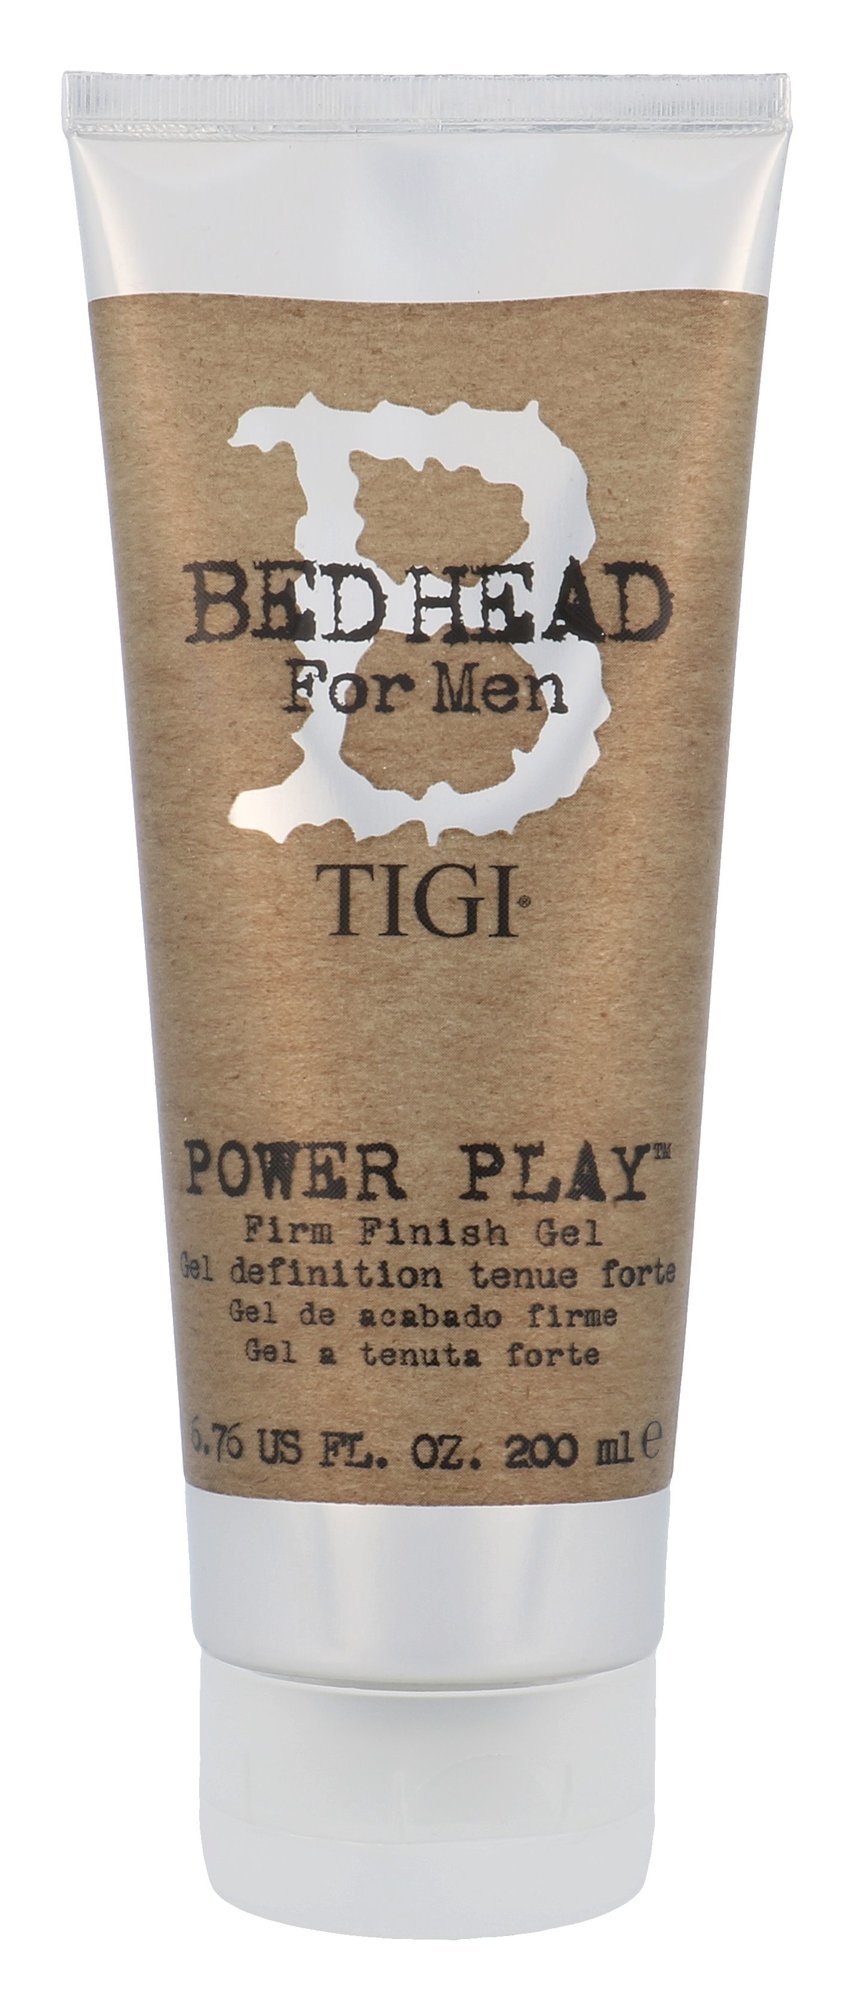 B
BED HEAD
For Men
TIGI®
POWER PLAY™
Firm Finish Gel
Gel definition tenue forte
Gel de acabado firme
Gel a tenuta forte
6.76 US FL. OZ. 200 ml e